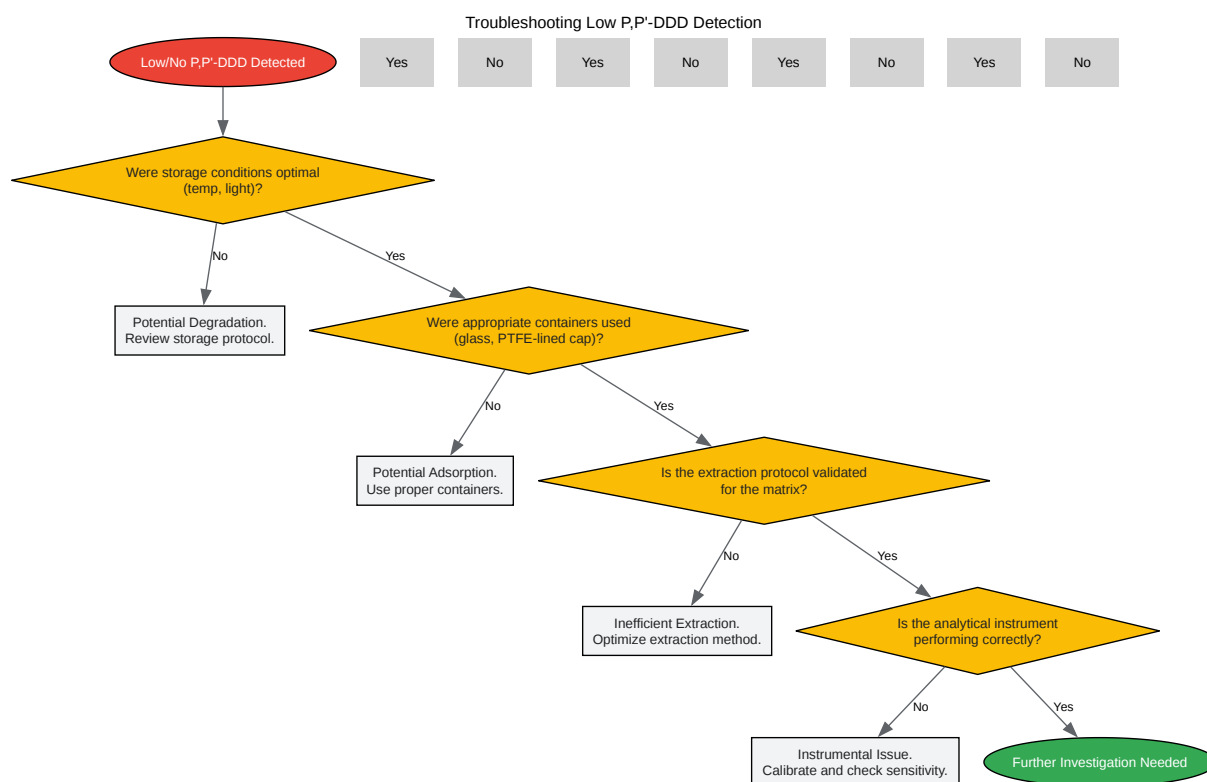 Troubleshooting Low P,P'-DDD Detection
Low/No P,P'-DDD Detected
Yes
No
Yes
No
Yes
No
Yes
No
Were storage conditions optimal
(temp, light)?
No
Yes
Potential Degradation.
Review storage protocol.
Were appropriate containers used
(glass, PTFE-lined cap)?
No
Yes
Potential Adsorption.
Use proper containers.
Is the extraction protocol validated
for the matrix?
No
Yes
Inefficient Extraction.
Optimize extraction method.
Is the analytical instrument
performing correctly?
No
Yes
Instrumental Issue.
Calibrate and check sensitivity.
Further Investigation Needed